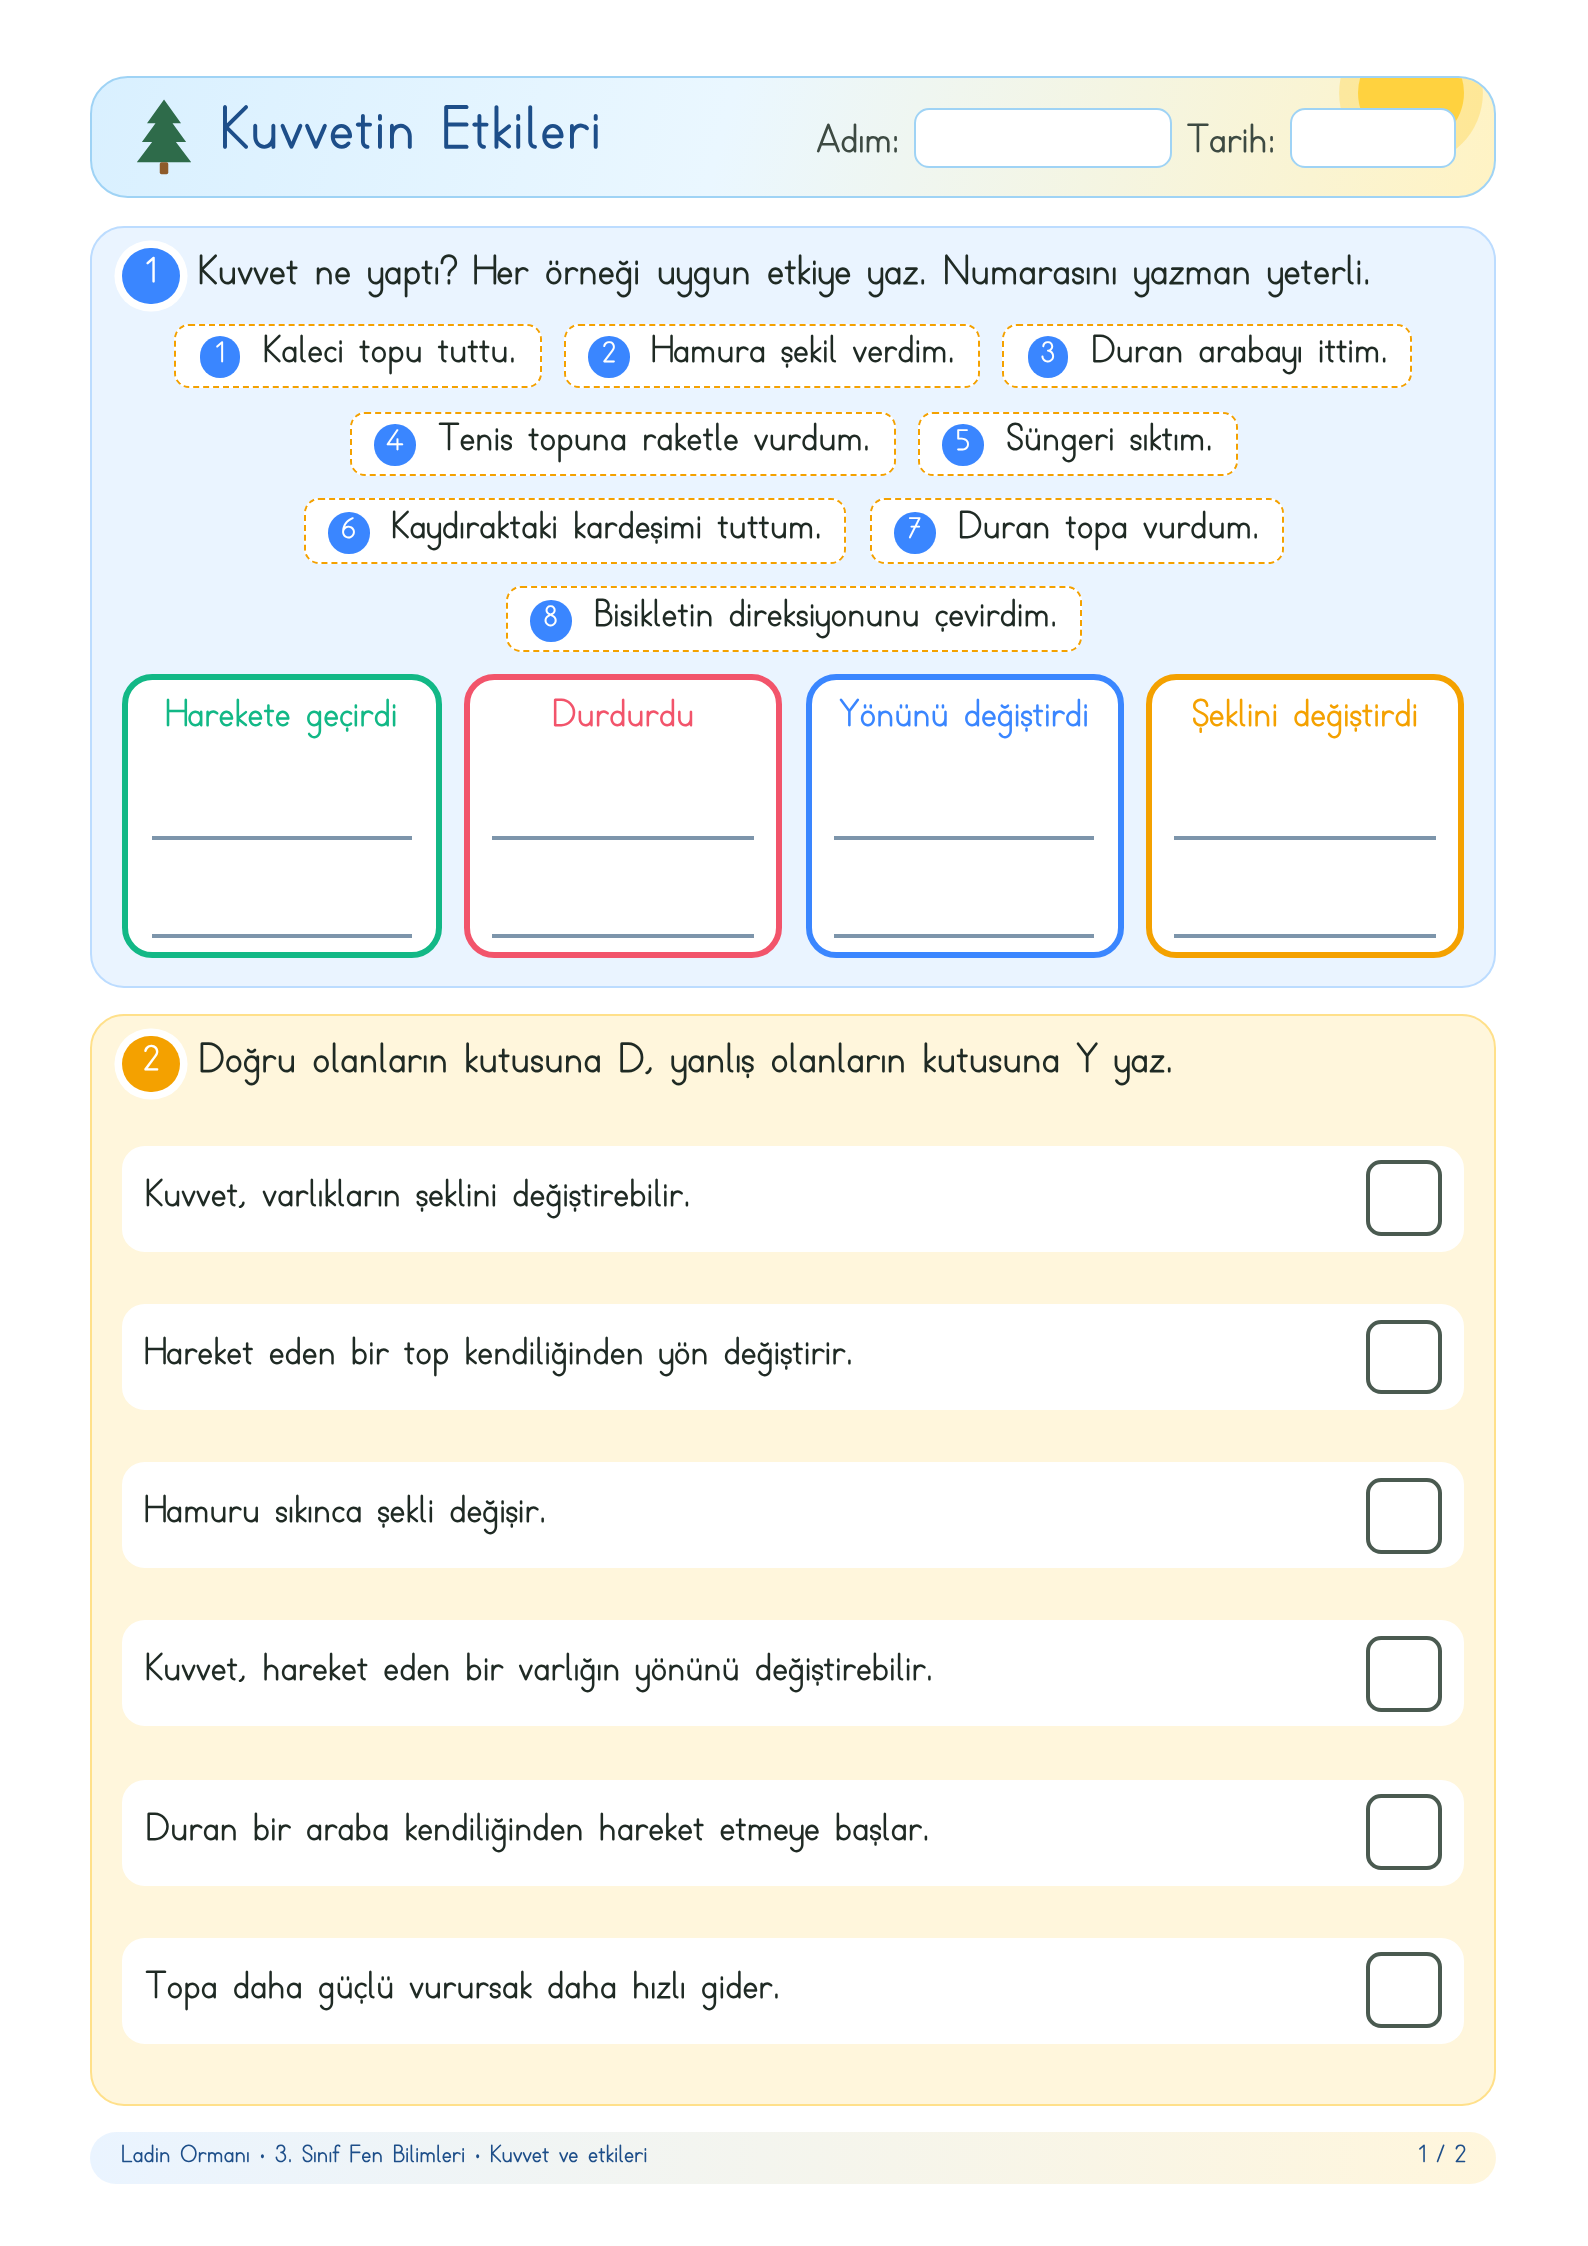 Kuvvetin Etkileri
Adım:
Tarih:
1 Kuvvet ne yaptı? Her örneği uygun etkiye yaz. Numarasını yazman yeterli.
1 Kaleci topu tuttu. 2 Hamura şekil verdim. 3 Duran arabayı ittim.
4 Tenis topuna raketle vurdum. 5 Süngeri sıktım.
6 Kaydıraktaki kardeşimi tuttum. 7 Duran topa vurdum.
8 Bisikletin direksiyonunu çevirdim.
Harekete geçirdi Durdurdu Yönünü değiştirdi Şeklini değiştirdi
2 Doğru olanların kutusuna D, yanlış olanların kutusuna Y yaz.
Kuvvet, varlıkların şeklini değiştirebilir.
Hareket eden bir top kendiliğinden yön değiştirir.
Hamuru sıkınca şekli değişir.
Kuvvet, hareket eden bir varlığın yönünü değiştirebilir.
Duran bir araba kendiliğinden hareket etmeye başlar.
Topa daha güçlü vurursak daha hızlı gider.
Ladin Ormanı • 3. Sınıf Fen Bilimleri • Kuvvet ve etkileri 1 / 2